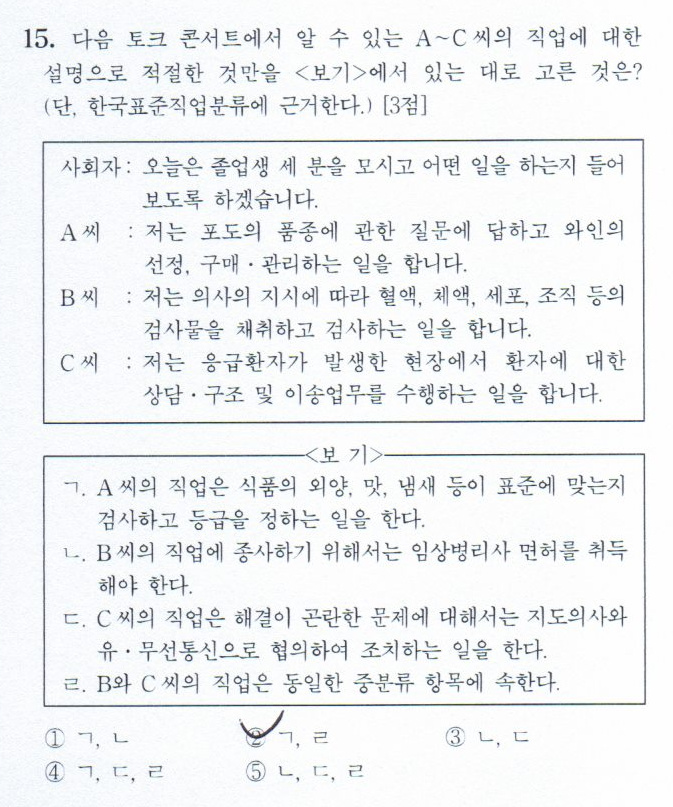 15. 다음 토크 콘서트에서 알 수 있는 A~C 씨의 직업에 대한
설명으로 적절한 것만을 <보기>에서 있는 대로 고른 것은?
(단, 한국표준직업분류에 근거한다.) [3점]
사회자 : 오늘은 졸업생 세 분을 모시고 어떤 일을 하는지 들어
보도록 하겠습니다.
A 씨 : 저는 포도의 품종에 관한 질문에 답하고 와인의
선정, 구매·관리하는 일을 합니다.
B 씨 : 저는 의사의 지시에 따라 혈액, 체액, 세포, 조직 등의
검사물을 채취하고 검사하는 일을 합니다.
C 씨 : 저는 응급환자가 발생한 현장에서 환자에 대한
상담·구조 및 이송업무를 수행하는 일을 합니다.
<보 기>
ㄱ. A 씨의 직업은 식품의 외양, 맛, 냄새 등이 표준에 맞는지
검사하고 등급을 정하는 일을 한다.
ㄴ. B 씨의 직업에 종사하기 위해서는 임상병리사 면허를 취득
해야 한다.
ㄷ. C 씨의 직업은 해결이 곤란한 문제에 대해서는 지도의사와
유·무선통신으로 협의하여 조치하는 일을 한다.
ㄹ. B와 C 씨의 직업은 동일한 중분류 항목에 속한다.
① ㄱ, ㄴ ② ㄱ, ㄹ ③ ㄴ, ㄷ
④ ㄱ, ㄷ, ㄹ ⑤ ㄴ, ㄷ, ㄹ